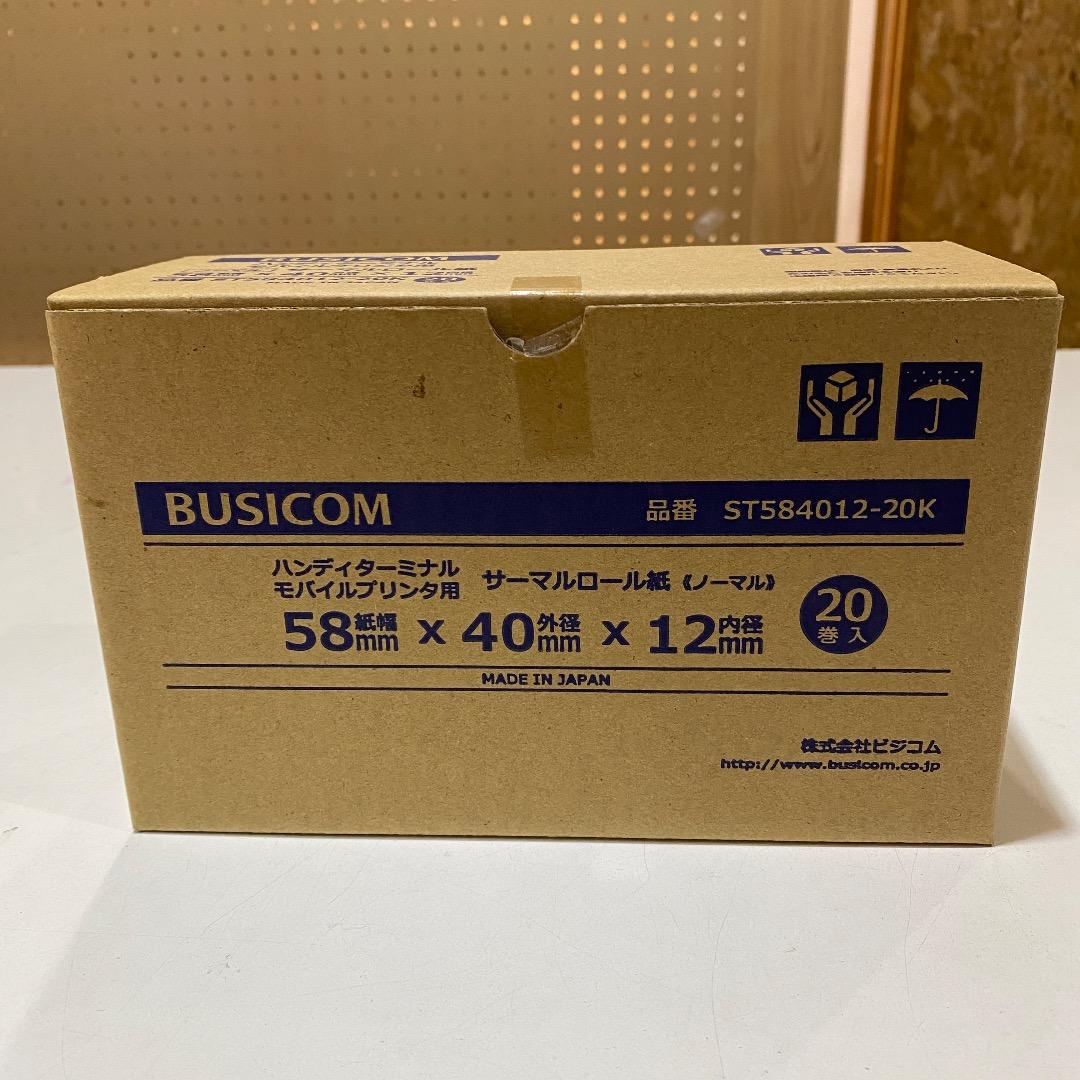 BUSICOM
BUSICOM 品番 ST584012-20K
ハンディターミナル
モバイルプリンタ用 サーマルロール紙《ノーマル》
58紙幅mm x 40外径mm x 12内径mm 20巻入
MADE IN JAPAN
株式会社ビジコム
http://www.busicom.co.jp